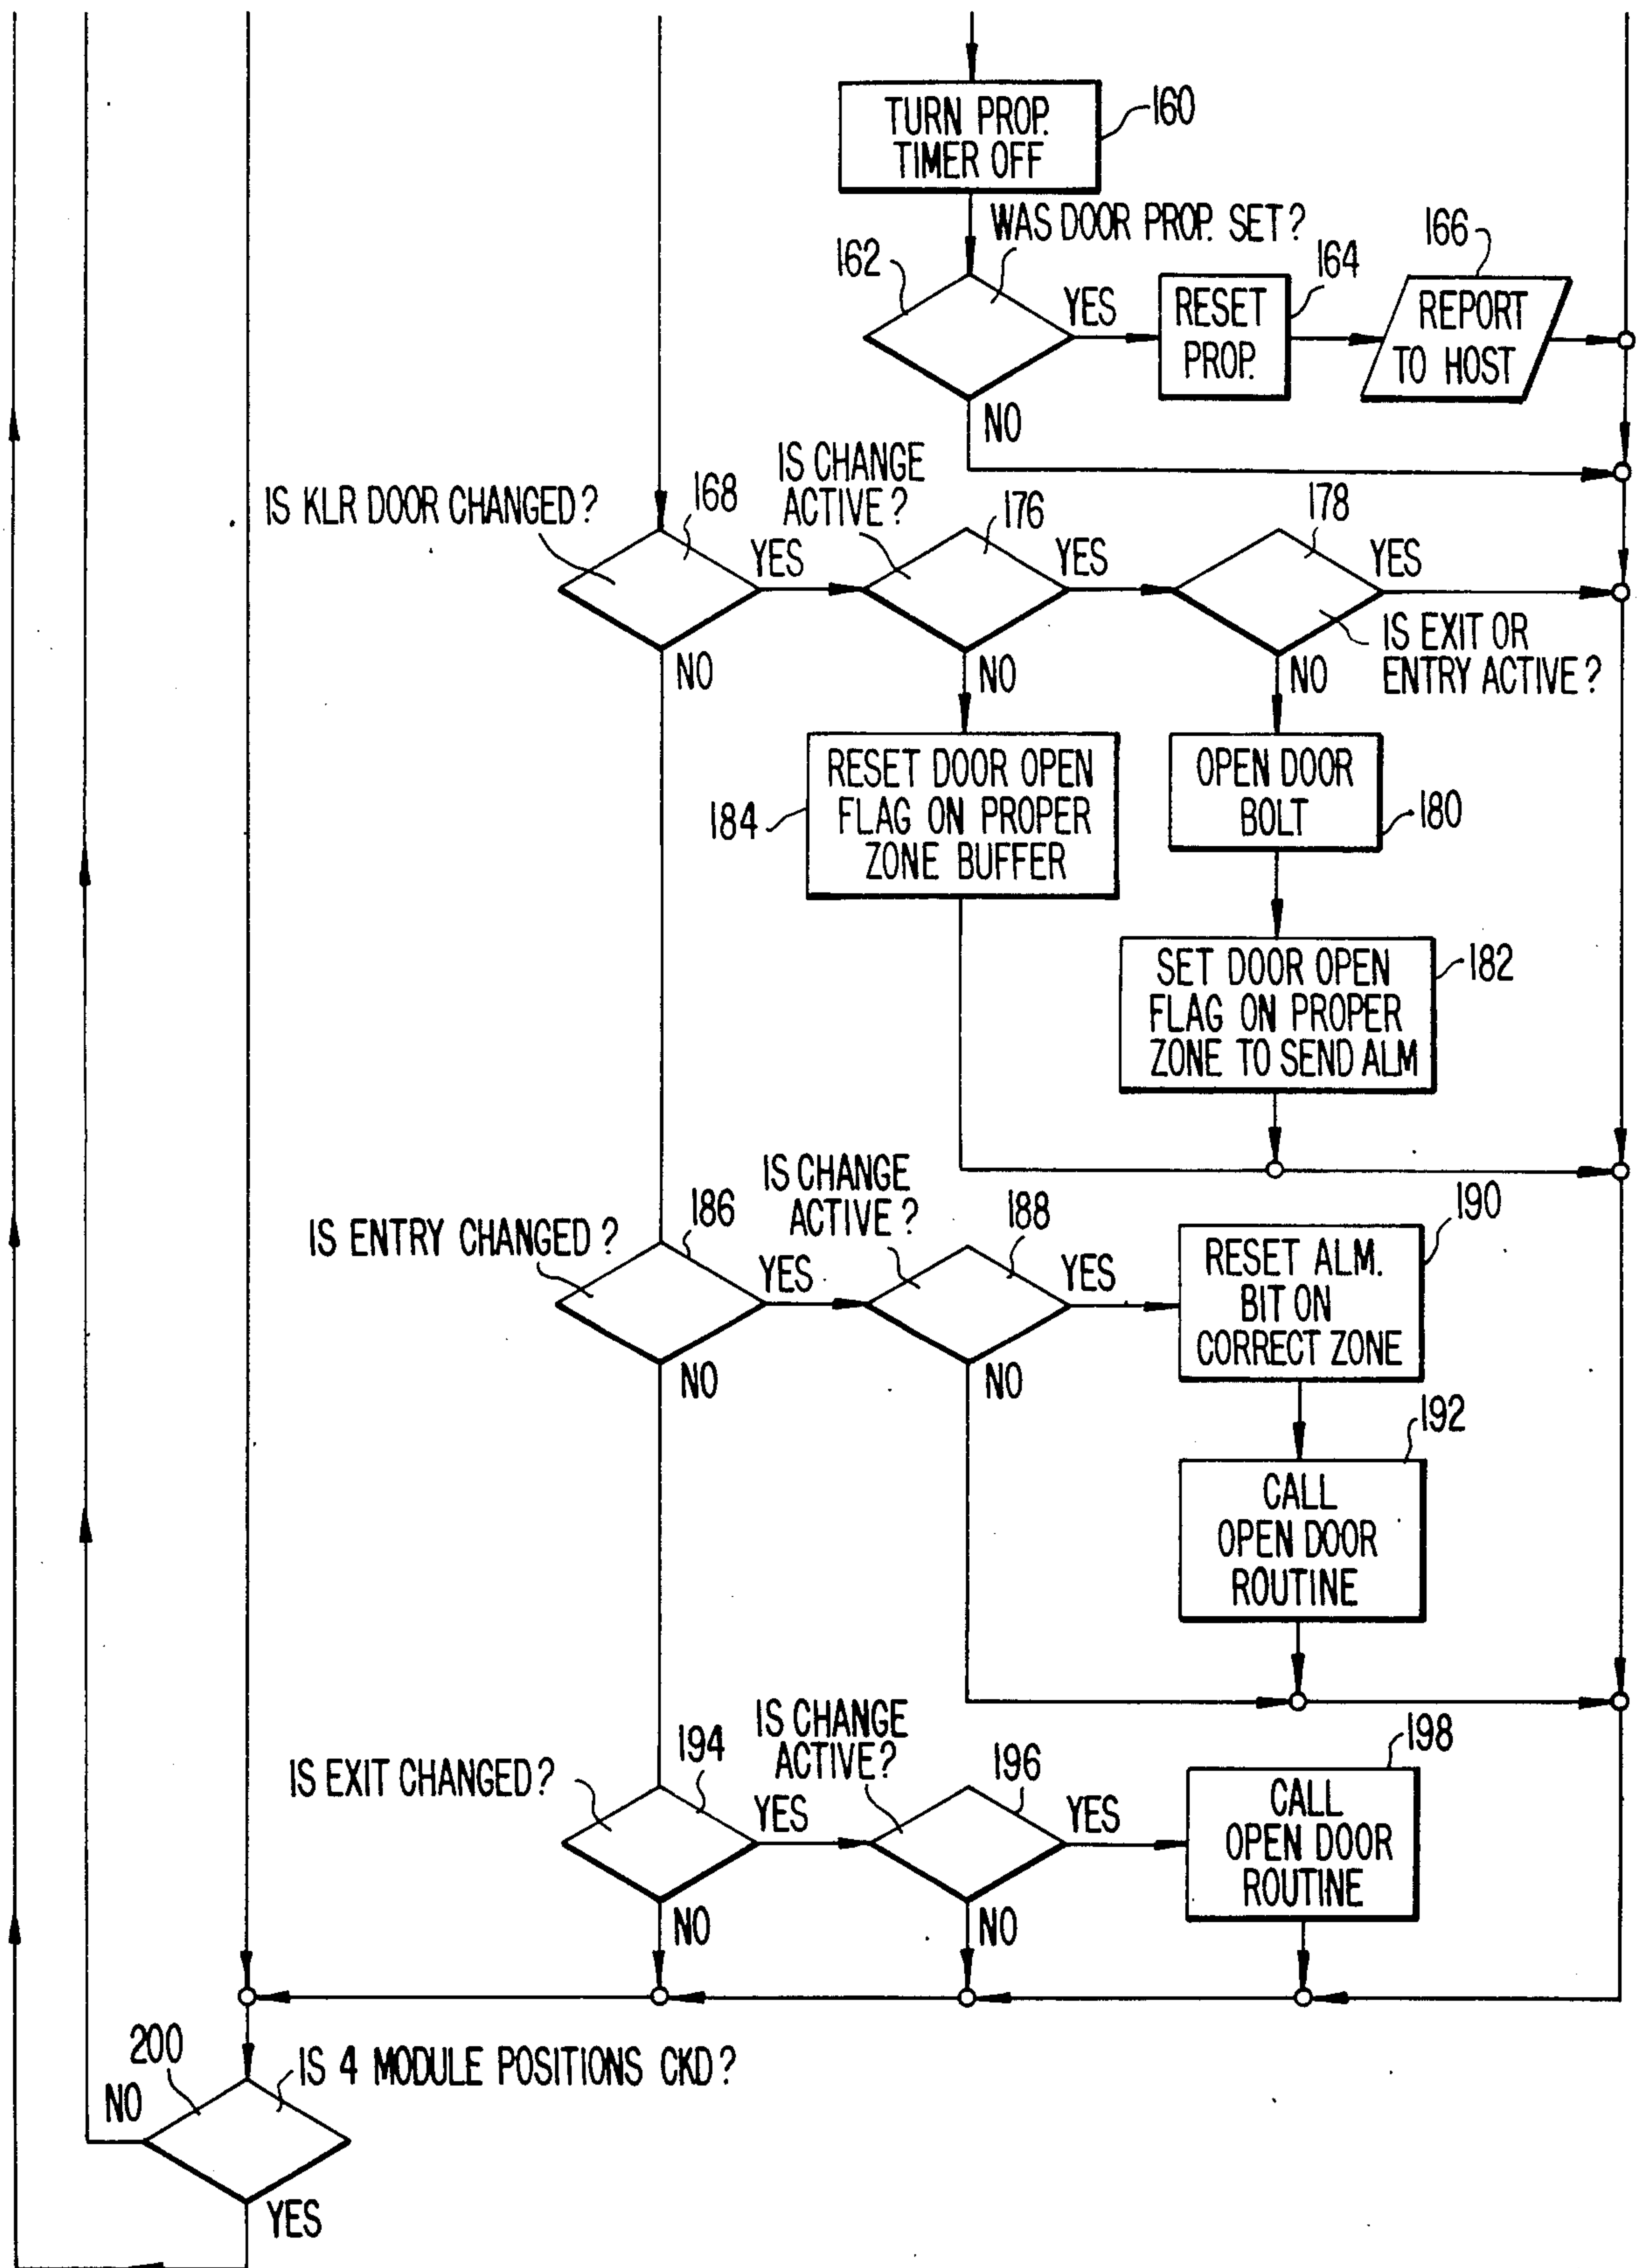 TURN PROP.
TIMER OFF
160
WAS DOOR PROP. SET?
162
YES
RESET
PROP.
164
166
REPORT
TO HOST
NO
IS KLR DOOR CHANGED?
168
YES
IS CHANGE
ACTIVE?
176
YES
178
YES
IS EXIT OR
ENTRY ACTIVE?
NO
NO
NO
RESET DOOR OPEN
FLAG ON PROPER
ZONE BUFFER
184
OPEN DOOR
BOLT
180
SET DOOR OPEN
FLAG ON PROPER
ZONE TO SEND ALM
182
IS ENTRY CHANGED?
186
YES
IS CHANGE
ACTIVE?
188
YES
190
RESET ALM.
BIT ON
CORRECT ZONE
NO
NO
192
CALL
OPEN DOOR
ROUTINE
IS EXIT CHANGED?
194
YES
IS CHANGE
ACTIVE?
196
YES
198
CALL
OPEN DOOR
ROUTINE
NO
NO
200
IS 4 MODULE POSITIONS CKD?
NO
YES